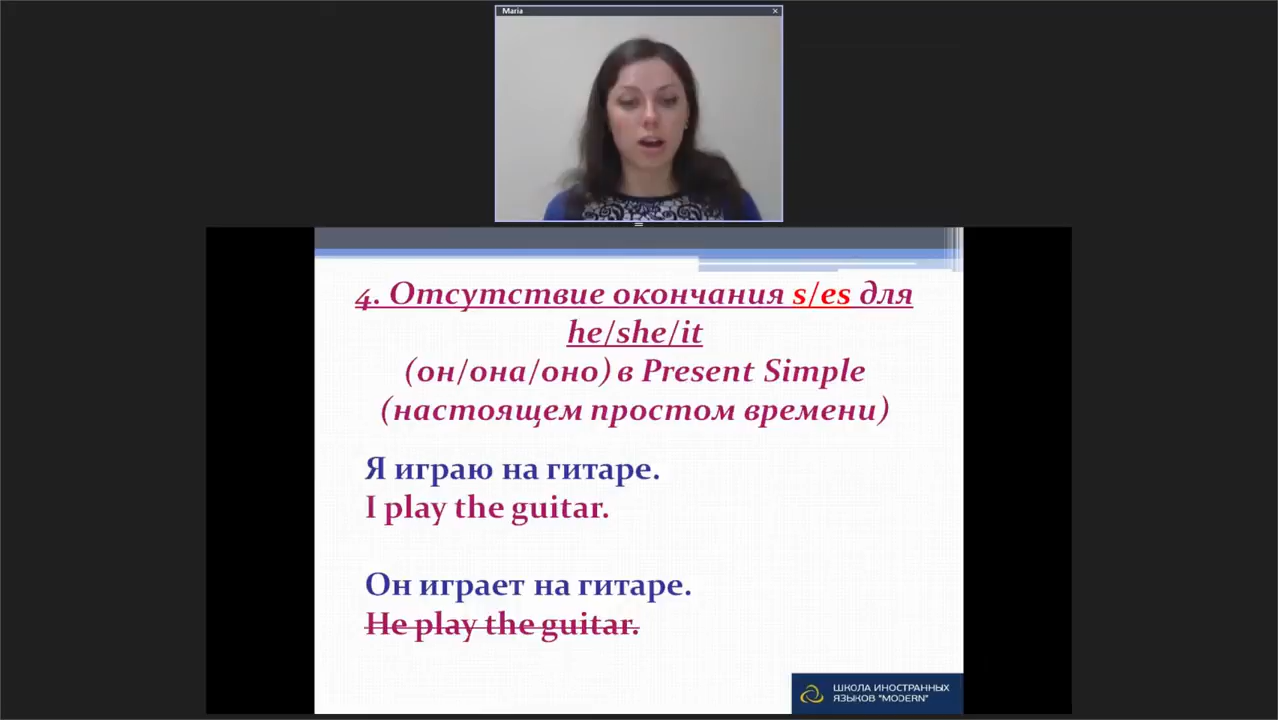 Maria
4. Отсутствие окончания s/es для
he/she/it
(он/она/оно) в Present Simple
(настоящем простом времени)
Я играю на гитаре.
I play the guitar.
Он играет на гитаре.
He play the guitar.
ШКОЛА ИНОСТРАННЫХ
ЯЗЫКОВ "MODERN"